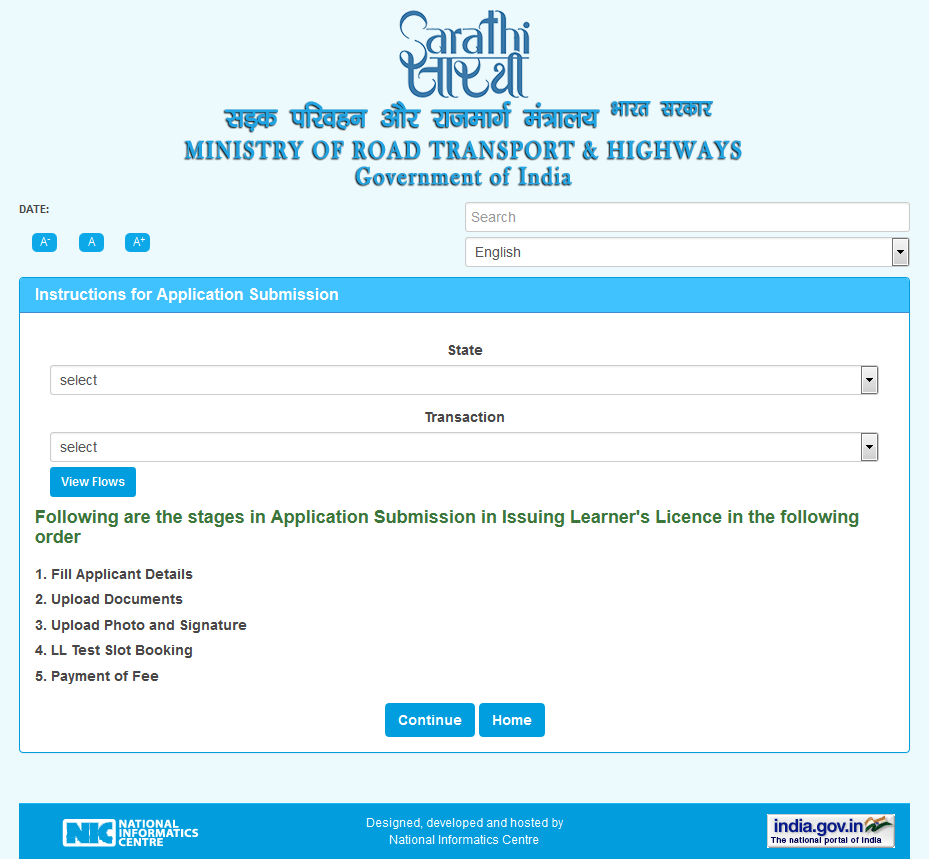 Sarathi
सारथी
सड़क परिवहन और राजमार्ग मंत्रालय भारत सरकार
MINISTRY OF ROAD TRANSPORT & HIGHWAYS
Government of India
DATE:
Search
A- A A+
English
Instructions for Application Submission
State
select
Transaction
select
View Flows
Following are the stages in Application Submission in Issuing Learner's Licence in the following
order
1. Fill Applicant Details
2. Upload Documents
3. Upload Photo and Signature
4. LL Test Slot Booking
5. Payment of Fee
Continue Home
NIC NATIONAL
INFORMATICS
CENTRE
Designed, developed and hosted by
National Informatics Centre
india.gov.in
The national portal of India